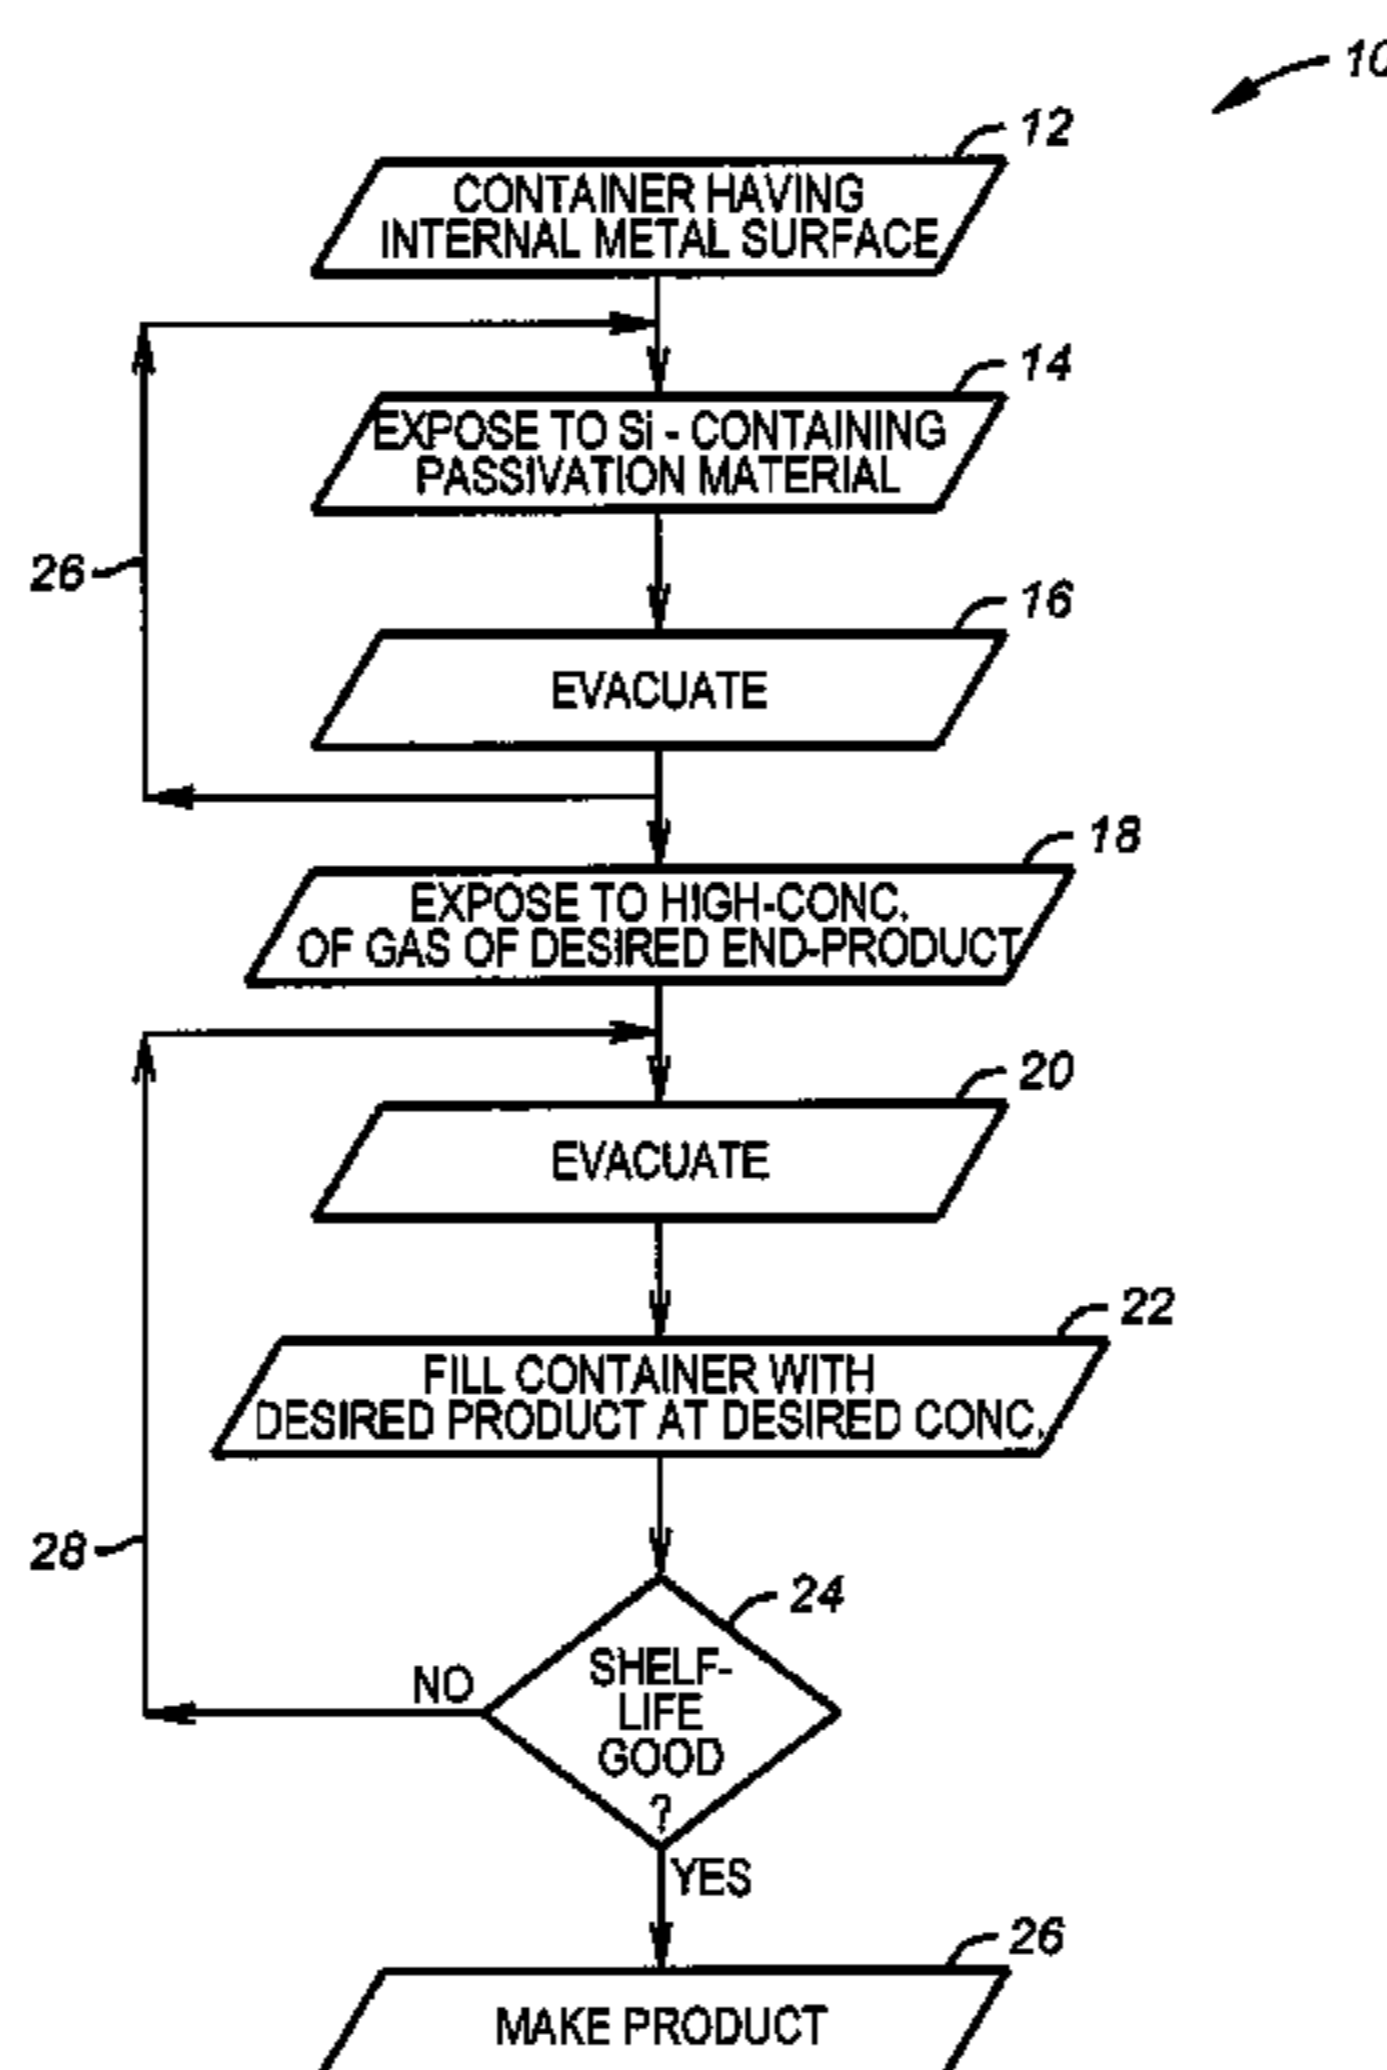 10
12
CONTAINER HAVING
INTERNAL METAL SURFACE
14
EXPOSE TO Si - CONTAINING
PASSIVATION MATERIAL
26
16
EVACUATE
18
EXPOSE TO HIGH-CONC.
OF GAS OF DESIRED END-PRODUCT
20
EVACUATE
22
FILL CONTAINER WITH
DESIRED PRODUCT AT DESIRED CONC.
28
24
SHELF-
LIFE
GOOD
?
NO
YES
26
MAKE PRODUCT